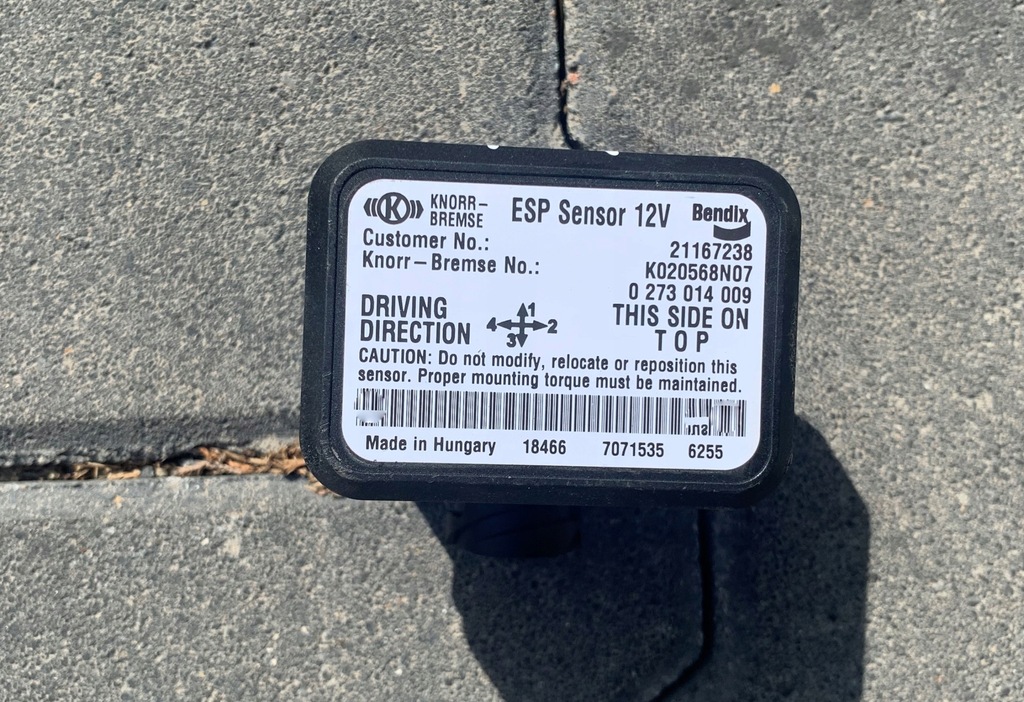 K KNORR-
BREMSE
ESP Sensor 12V
Bendix
Customer No.: 21167238
Knorr-Bremse No.: K020568N07
0 273 014 009
DRIVING
DIRECTION
1
4 2
3
THIS SIDE ON
TOP
CAUTION: Do not modify, relocate or reposition this
sensor. Proper mounting torque must be maintained.
Made in Hungary 18466 7071535 6255